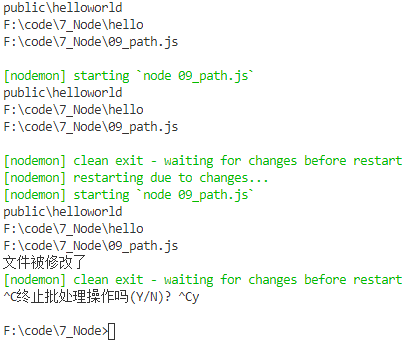 public\helloworld
F:\code\7_Node\hello
F:\code\7_Node\09_path.js
[nodemon] starting `node 09_path.js`
public\helloworld
F:\code\7_Node\hello
F:\code\7_Node\09_path.js
[nodemon] clean exit - waiting for changes before restart
[nodemon] restarting due to changes...
[nodemon] starting `node 09_path.js`
public\helloworld
F:\code\7_Node\hello
F:\code\7_Node\09_path.js
文件被修改了
[nodemon] clean exit - waiting for changes before restart
^C终止批处理操作吗(Y/N)? ^Cy
F:\code\7_Node>